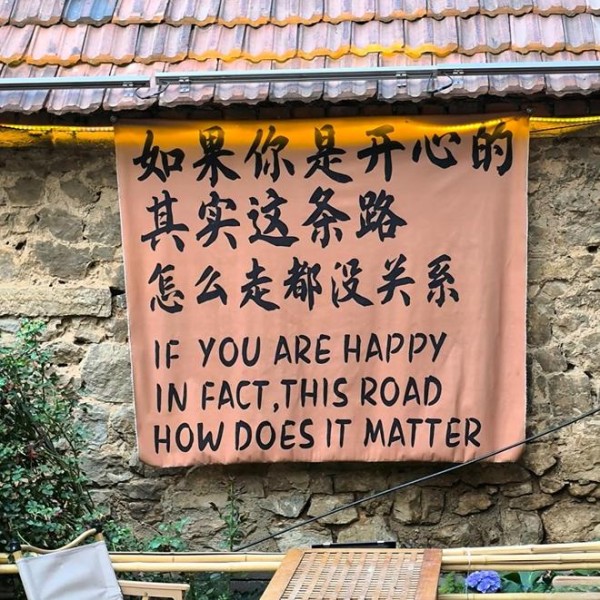 如果你是开心的
其实这条路
怎么走都没关系
IF YOU ARE HAPPY
IN FACT,THIS ROAD
HOW DOES IT MATTER